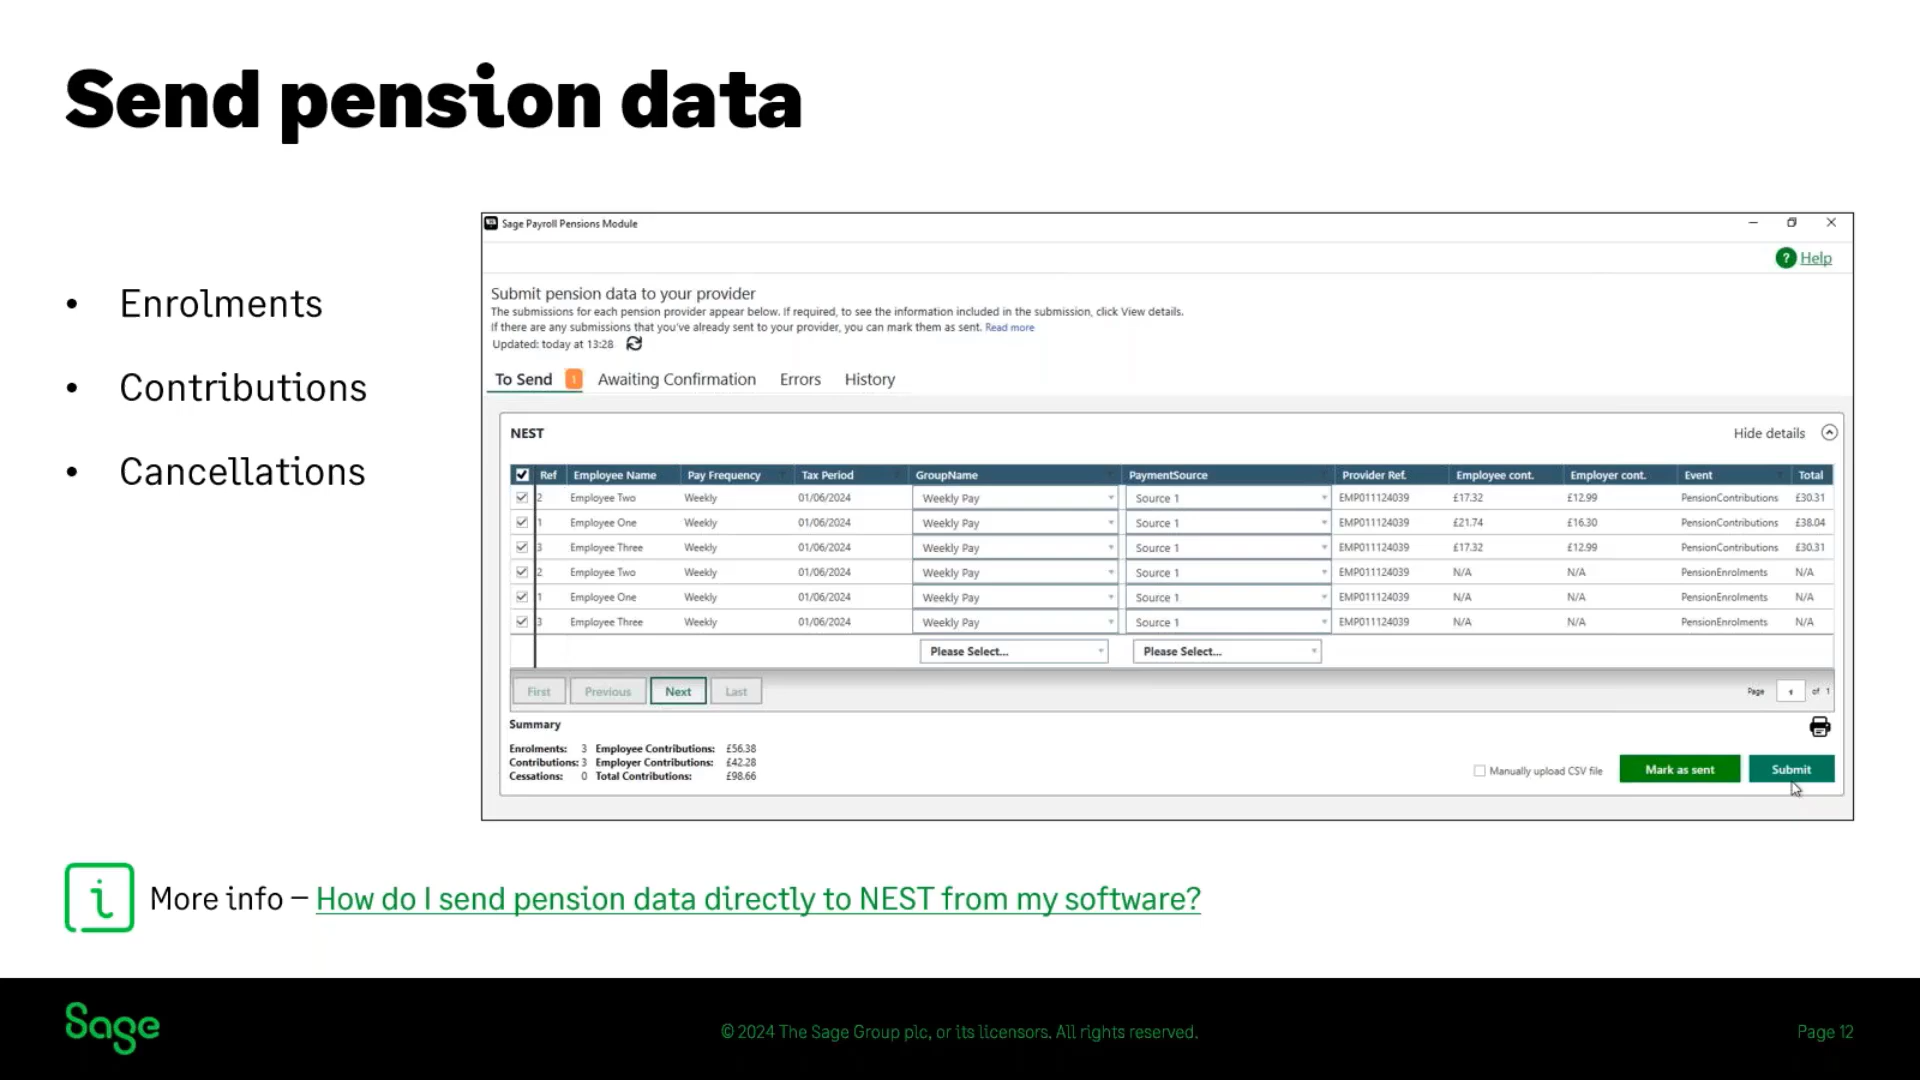 Send pension data
• Enrolments
• Contributions
• Cancellations
Sage Payroll Pensions Module
? Help
Submit pension data to your provider
The submissions for each pension provider appear below. If required, to see the information included in the submission, click View details.
If there are any submissions that you've already sent to your provider, you can mark them as sent. Read more
Updated: today at 13:28
To Send 1 Awaiting Confirmation Errors History
NEST Hide details
Ref Employee Name Pay Frequency Tax Period GroupName PaymentSource Provider Ref. Employee cont. Employer cont. Event Total
2 Employee Two Weekly 01/06/2024 Weekly Pay Source 1 EMP011124039 £17.32 £12.99 PensionContributions £30.31
1 Employee One Weekly 01/06/2024 Weekly Pay Source 1 EMP011124039 £21.74 £16.30 PensionContributions £38.04
3 Employee Three Weekly 01/06/2024 Weekly Pay Source 1 EMP011124039 £17.32 £12.99 PensionContributions £30.31
2 Employee Two Weekly 01/06/2024 Weekly Pay Source 1 EMP011124039 N/A N/A PensionEnrolments N/A
1 Employee One Weekly 01/06/2024 Weekly Pay Source 1 EMP011124039 N/A N/A PensionEnrolments N/A
3 Employee Three Weekly 01/06/2024 Weekly Pay Source 1 EMP011124039 N/A N/A PensionEnrolments N/A
Please Select... Please Select...
First Previous Next Last Page of 1
Summary
Enrolments: 3 Employee Contributions: £56.38
Contributions: 3 Employer Contributions: £42.28
Cessations: 0 Total Contributions: £98.66
Manually upload CSV file Mark as sent Submit
i More info – How do I send pension data directly to NEST from my software?
Sage © 2024 The Sage Group plc, or its licensors. All rights reserved. Page 12